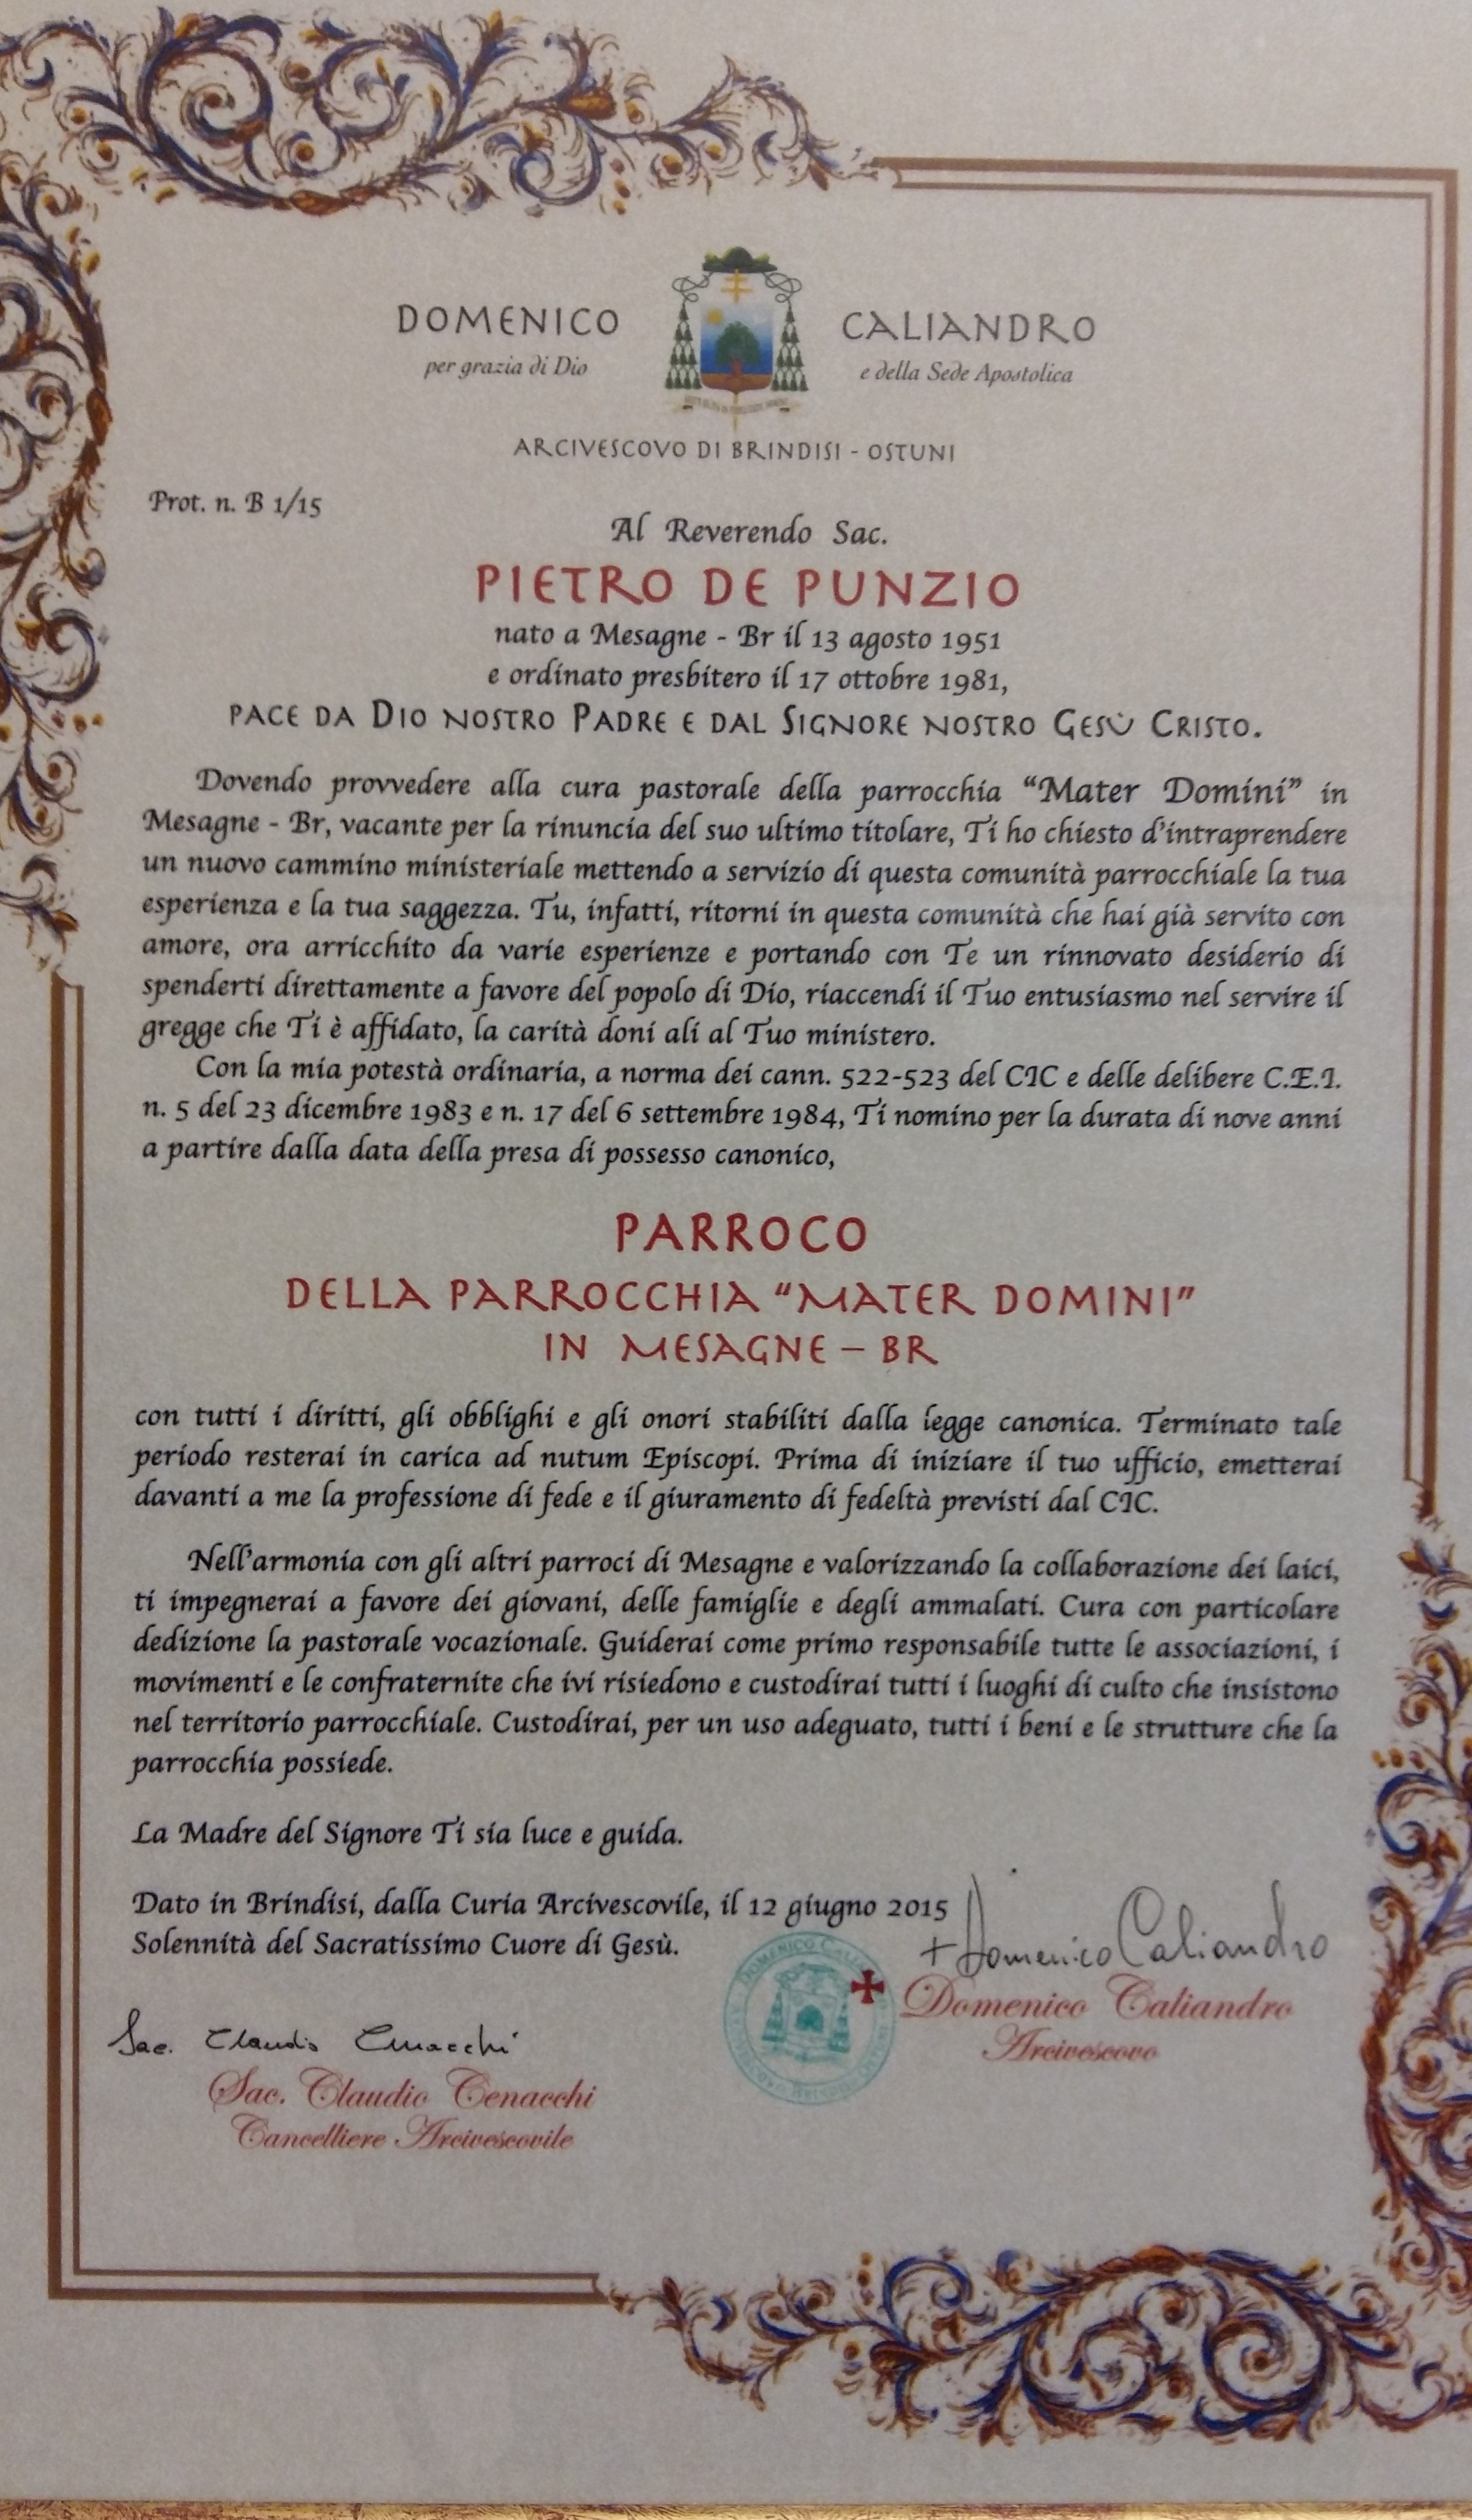 DOMENICO CALIANDRO
per grazia di Dio e della Sede Apostolica
ARCIVESCOVO DI BRINDISI - OSTUNI
Prot. n. B 1/15
Al Reverendo Sac.
PIETRO DE PUNZIO
nato a Mesagne - Br il 13 agosto 1951
e ordinato presbitero il 17 ottobre 1981,
PACE DA DIO NOSTRO PADRE E DAL SIGNORE NOSTRO GESÙ CRISTO.
Dovendo provvedere alla cura pastorale della parrocchia “Mater Domini” in
Mesagne - Br, vacante per la rinuncia del suo ultimo titolare, Ti ho chiesto d'intraprendere
un nuovo cammino ministeriale mettendo a servizio di questa comunità parrocchiale la tua
esperienza e la tua saggezza. Tu, infatti, ritorni in questa comunità che hai già servito con
amore, ora arricchito da varie esperienze e portando con Te un rinnovato desiderio di
spenderti direttamente a favore del popolo di Dio, riaccendi il Tuo entusiasmo nel servire il
gregge che Ti è affidato, la carità doni ali al Tuo ministero.
Con la mia potestà ordinaria, a norma dei cann. 522-523 del CIC e delle delibere C.E.I.
n. 5 del 23 dicembre 1983 e n. 17 del 6 settembre 1984, Ti nomino per la durata di nove anni
a partire dalla data della presa di possesso canonico,
PARROCO
DELLA PARROCCHIA “MATER DOMINI”
IN MESAGNE – BR
con tutti i diritti, gli obblighi e gli onori stabiliti dalla legge canonica. Terminato tale
periodo resterai in carica ad nutum Episcopi. Prima di iniziare il tuo ufficio, emetterai
davanti a me la professione di fede e il giuramento di fedeltà previsti dal CIC.
Nell'armonia con gli altri parroci di Mesagne e valorizzando la collaborazione dei laici,
ti impegnerai a favore dei giovani, delle famiglie e degli ammalati. Cura con particolare
dedizione la pastorale vocazionale. Guiderai come primo responsabile tutte le associazioni, i
movimenti e le confraternite che ivi risiedono e custodirai tutti i luoghi di culto che insistono
nel territorio parrocchiale. Custodirai, per un uso adeguato, tutti i beni e le strutture che la
parrocchia possiede.
La Madre del Signore Ti sia luce e guida.
Dato in Brindisi, dalla Curia Arcivescovile, il 12 giugno 2015
Solennità del Sacratissimo Cuore di Gesù.
+ Domenico Caliandro
Domenico Caliandro
Arcivescovo
Sac. Claudio Cenacchi
Sac. Claudio Cenacchi
Cancelliere Arcivescovile